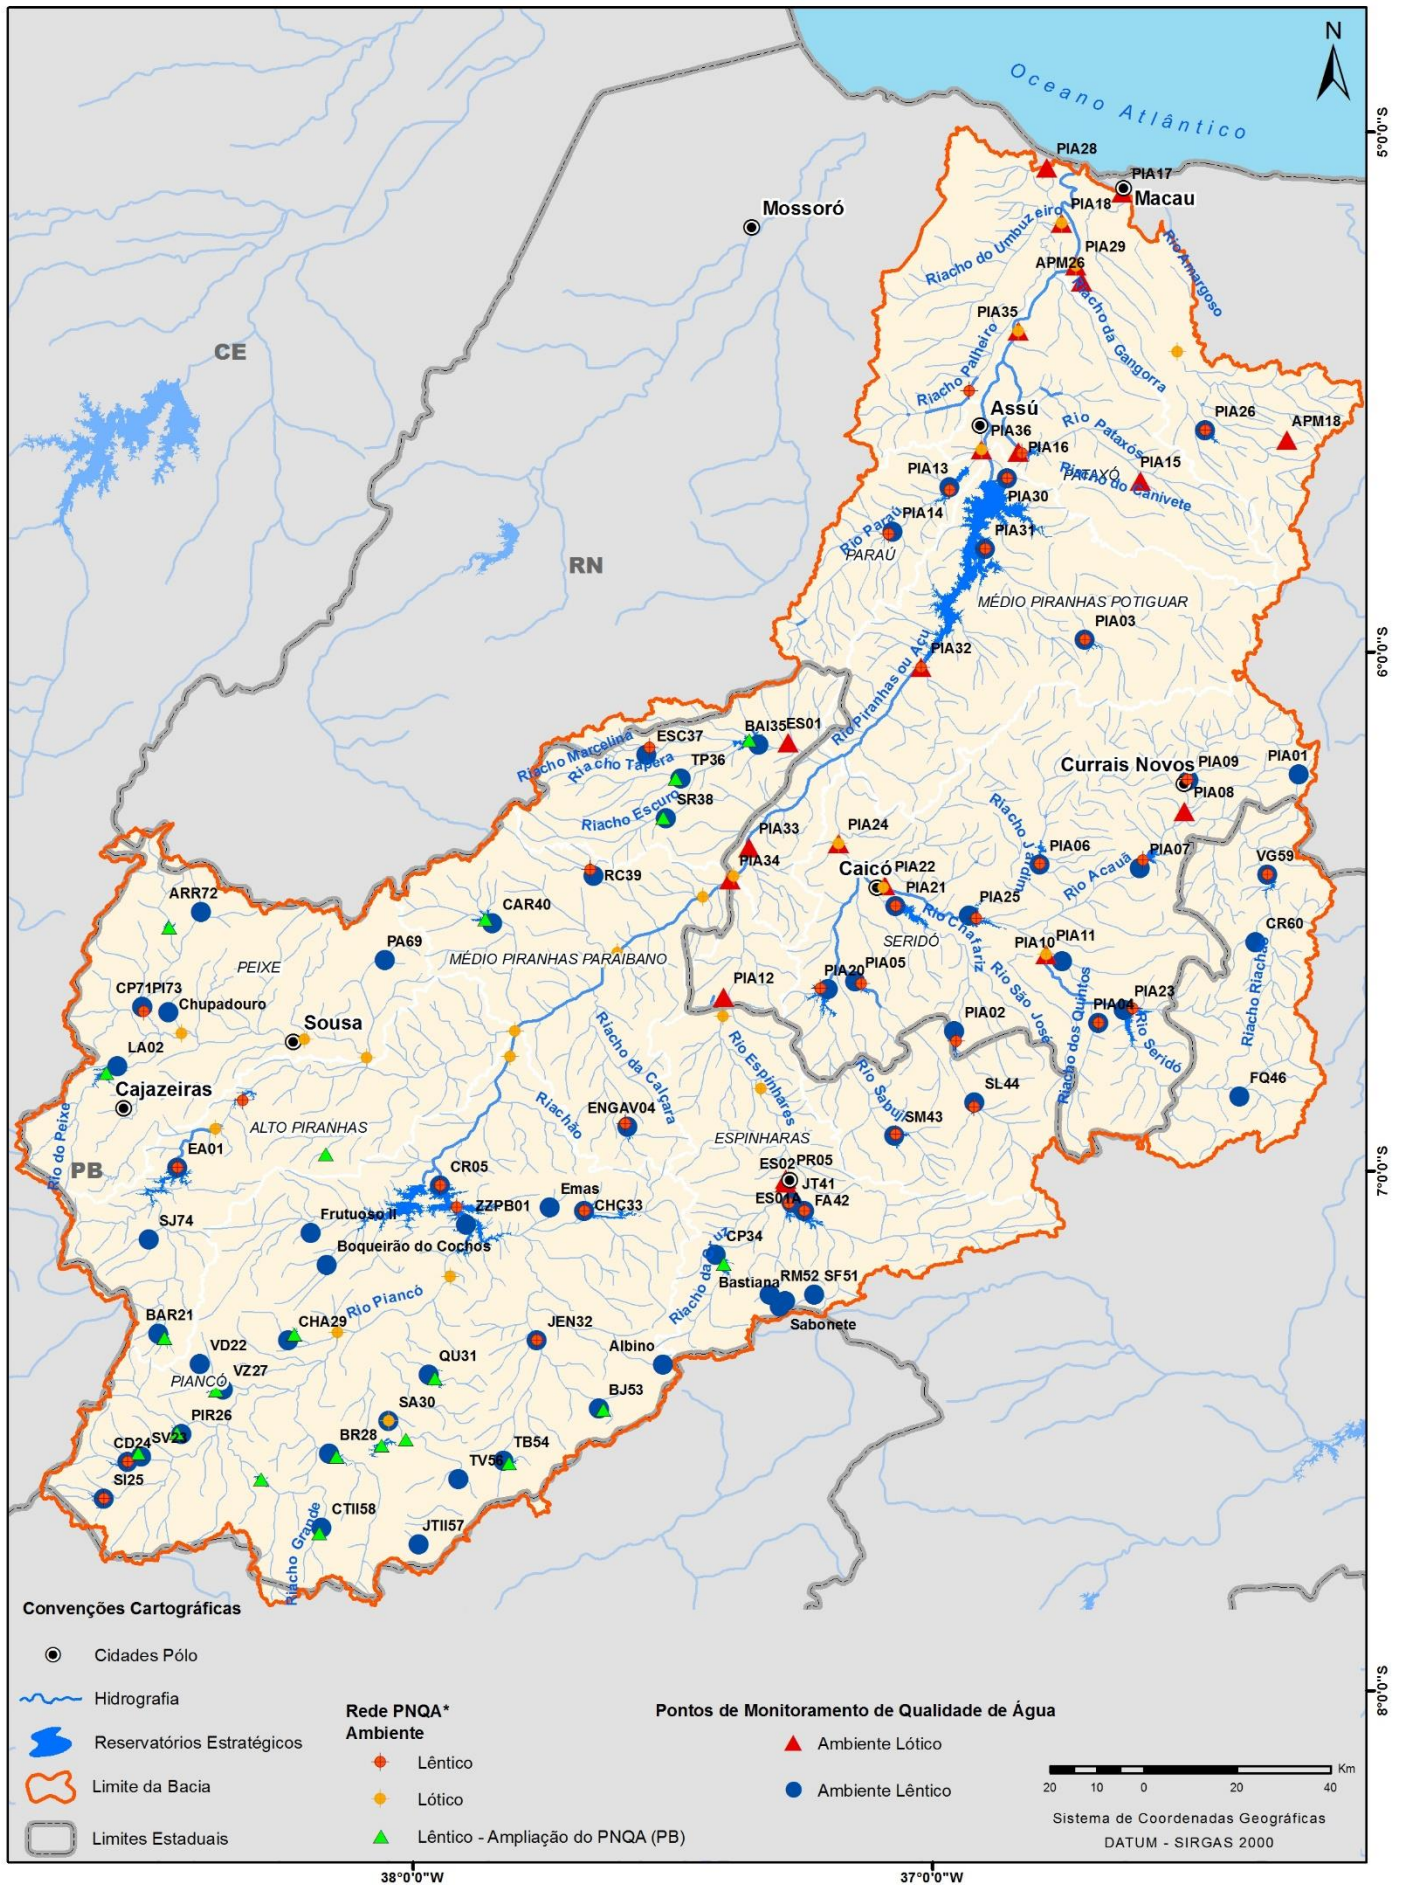 N
Oceano Atlântico
5°0'0"S
PIA28
PIA17
Macau
Mossoró
PIA18
Riacho do Umbuzeiro
PIA29
Rio Amargoso
APM26
Riacho da Gangorra
PIA35
CE
Riacho Palheiro
Assú
PIA26
APM18
PIA36
Rio Pataxós
PIA16
PIA15
PIA13
PATAXÓ
Riacho do Canivete
PIA30
PIA14
Rio Paraú
PIA31
PARAÚ
RN
MÉDIO PIRANHAS POTIGUAR
PIA03
PIA32
6°0'0"S
Rio Piranhas ou Açu
BAI35
ES01
ESC37
Riacho Marcelina
Riacho Tapera
TP36
Currais Novos
PIA09
PIA01
PIA08
SR38
Riacho Escuro
Riacho Jardim
PIA33
PIA24
PIA06
PIA07
VG59
PIA34
Rio Acauã
Caicó
PIA22
RC39
PIA21
ARR72
CAR40
PIA25
Rio Chafariz
CR60
SERIDÓ
PIA10
PIA11
PA69
MÉDIO PIRANHAS PARAIBANO
PEIXE
PIA12
PIA20
PIA05
Rio São José
Riacho dos Quintos
Riacho Riachão
CP71
PI73
Chupadouro
PIA04
PIA23
Sousa
PIA02
Rio Seridó
LA02
Riacho da Calçara
Rio Espinhares
Rio Sabuji
Cajazeiras
SL44
FQ46
Riachão
ENGAV04
SM43
Rio do Peixe
ALTO PIRANHAS
ESPINHARAS
EA01
PB
ES02
PR05
7°0'0"S
CR05
JT41
Emas
ES01A
FA42
ZZPB01
CHC33
Frutuoso II
SJ74
Boqueirão do Cochos
CP34
Riacho da Cruz
RM52
SF51
Bastiana
Rio Piancó
BAR21
CHA29
JEN32
Sabonete
VD22
Albino
QU31
PIANCÓ
VZ27
SA30
BJ53
PIR26
BR28
CD24
SV23
TB54
TV56
SI25
CTII58
Riacho Grande
JTII57
Convenções Cartográficas
Cidades Pólo
Hidrografia
Reservatórios Estratégicos
Limite da Bacia
Limites Estaduais
Rede PNQA*
Ambiente
Lêntico
Lótico
Lêntico - Ampliação do PNQA (PB)
Pontos de Monitoramento de Qualidade de Água
Ambiente Lótico
Ambiente Lêntico
8°0'0"S
Km
20 10 0 20 40
Sistema de Coordenadas Geográficas
DATUM - SIRGAS 2000
38°0'0"W
37°0'0"W